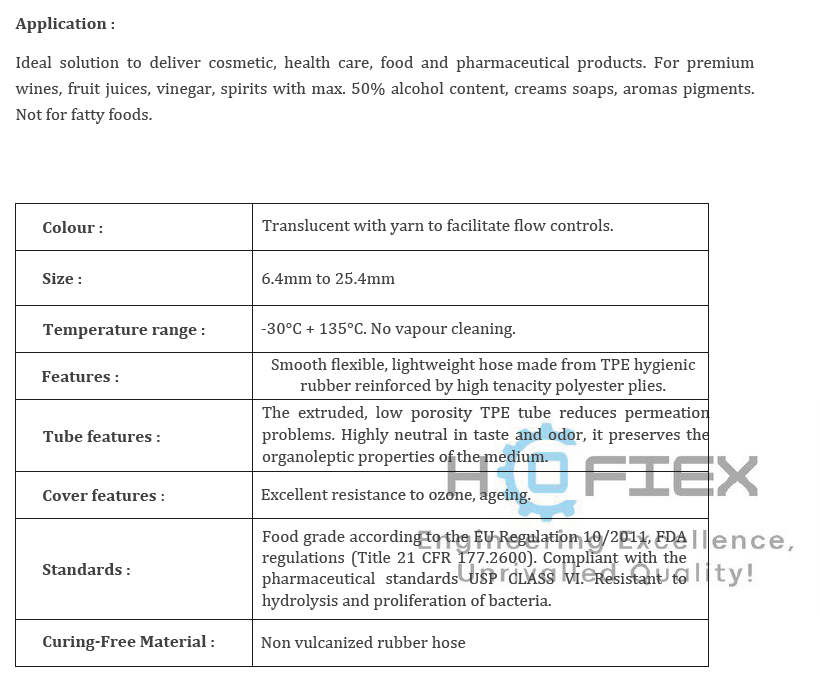 Application :
Ideal solution to deliver cosmetic, health care, food and pharmaceutical products. For premium
wines, fruit juices, vinegar, spirits with max. 50% alcohol content, creams soaps, aromas pigments.
Not for fatty foods.
Colour :
Translucent with yarn to facilitate flow controls.
Size :
6.4mm to 25.4mm
Temperature range :
-30°C + 135°C. No vapour cleaning.
Features :
Smooth flexible, lightweight hose made from TPE hygienic
rubber reinforced by high tenacity polyester plies.
Tube features :
The extruded, low porosity TPE tube reduces permeation
problems. Highly neutral in taste and odor, it preserves the
organoleptic properties of the medium.
Cover features :
Excellent resistance to ozone, ageing.
Standards :
Food grade according to the EU Regulation 10/2011, FDA
regulations (Title 21 CFR 177.2600). Compliant with the
pharmaceutical standards USP CLASS VI. Resistant to
hydrolysis and proliferation of bacteria.
Curing-Free Material :
Non vulcanized rubber hose
HOFIEX
Engineering Excellence,
Unrivalled Quality!